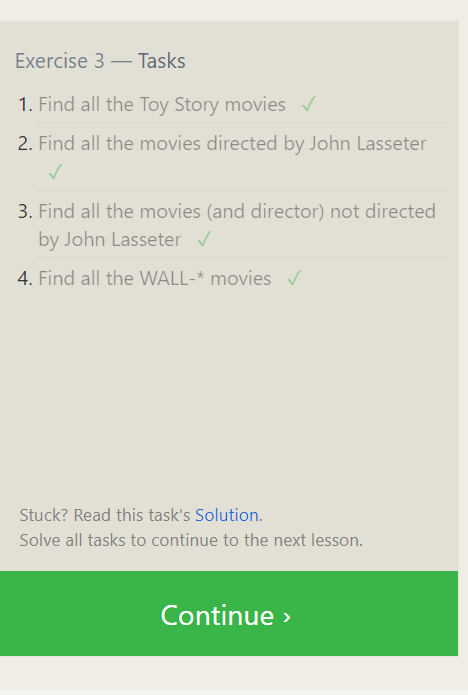 Exercise 3 — Tasks
1. Find all the Toy Story movies ✓
2. Find all the movies directed by John Lasseter
✓
3. Find all the movies (and director) not directed
by John Lasseter ✓
4. Find all the WALL-* movies ✓
Stuck? Read this task's Solution.
Solve all tasks to continue to the next lesson.
Continue ›